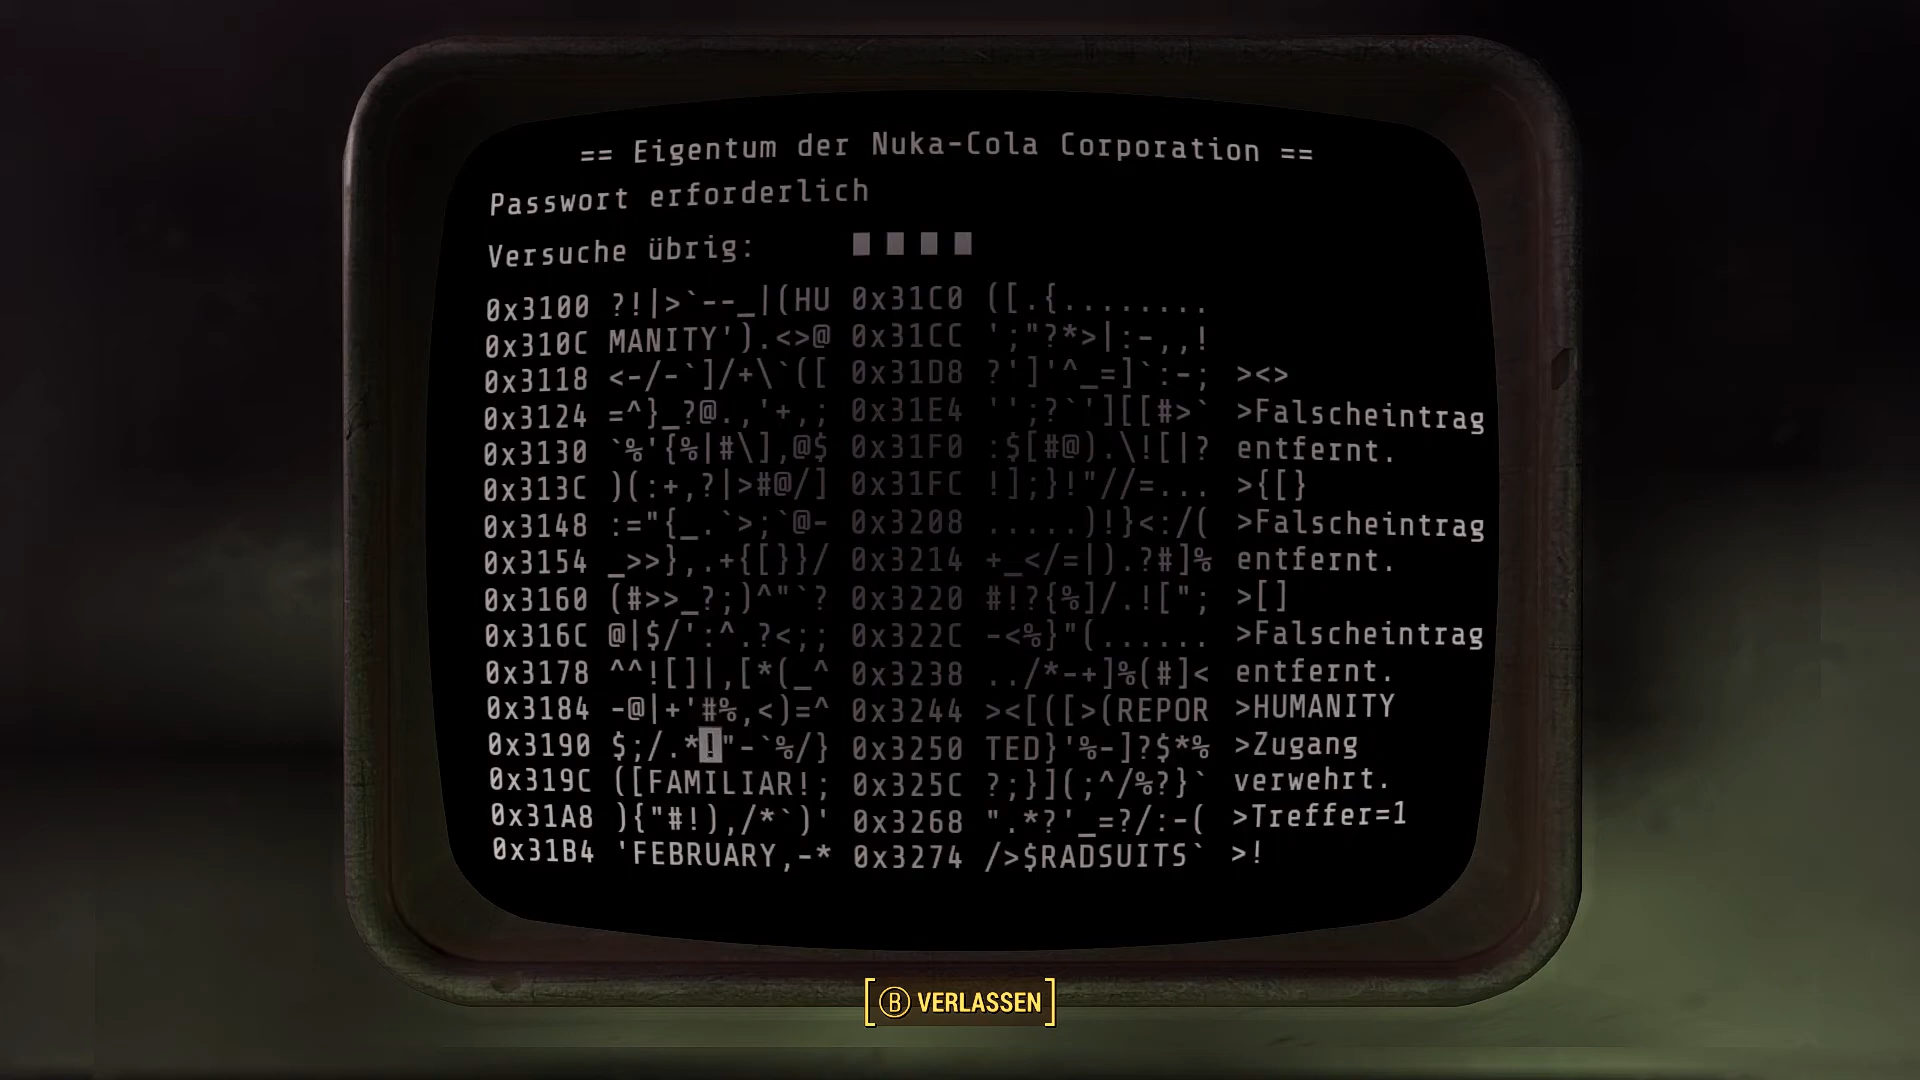 == Eigentum der Nuka-Cola Corporation ==
Passwort erforderlich
Versuche übrig: ■ ■ ■ ■
0x3100 ?!|>`--_|(HU 0x31C0 ([.{........
0x310C MANITY').<>@ 0x31CC ';"?*>|:-,,!
0x3118 <-/-`]/+\`([ 0x31D8 ?']'^_=]`:-; ><>
0x3124 =^}_?@.,'+,; 0x31E4 '';?`'][[#>` >Falscheintrag
0x3130 `%'{%|#\],@$ 0x31F0 :$[#@).\![|? entfernt.
0x313C )(:+,?|>#@/] 0x31FC !];}!"//=... >{[}
0x3148 :="{_.`>;`@- 0x3208 .....)!}<:/( >Falscheintrag
0x3154 _>>},.+{[}}/ 0x3214 +_</=|).?#]% entfernt.
0x3160 (#>>_?;)^"`? 0x3220 #!?{%]/.!["; >[]
0x316C @|$/':^.?<;; 0x322C -<%}"(...... >Falscheintrag
0x3178 ^^![]|,[*(_^ 0x3238 ../*-+]%(#]< entfernt.
0x3184 -@|+'#%,<)=^ 0x3244 ><[([>(REPOR >HUMANITY
0x3190 $;/.*!"-`%/} 0x3250 TED}'%-]?$*% >Zugang
0x319C ([FAMILIAR!; 0x325C ?;}](;^/%?}` verwehrt.
0x31A8 ){"#!),/*`)' 0x3268 ".*?'_=?/:-( >Treffer=1
0x31B4 'FEBRUARY,-* 0x3274 />$RADSUITS` >!
B VERLASSEN